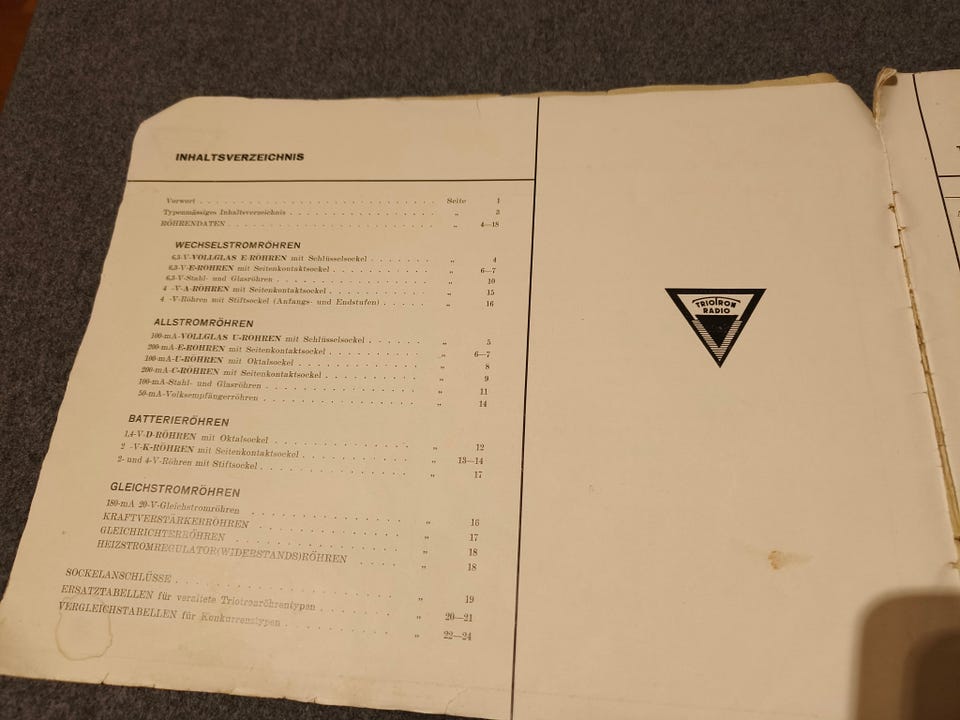 INHALTSVERZEICHNIS
Vorwort . . . . . . . . . . Seite 1
Typenmässiges Inhaltsverzeichnis . . . . . . . . . . „ 3
RÖHRENDATEN . . . . . . . . . . „ 4—18
WECHSELSTROMRÖHREN
6,3-V-VOLLGLAS E-RÖHREN mit Schlüsselsockel . . . . . . . . . . „ 4
6,3-V-E-RÖHREN mit Seitenkontaktsockel . . . . . . . . . . „ 6—7
6,3-V-Stahl- und Glasröhren . . . . . . . . . . „ 10
4 -V-A-RÖHREN mit Seitenkontaktsockel . . . . . . . . . . „ 15
4 -V-Röhren mit Stiftsockel (Anfangs- und Endstufen) . . . . . . . . . . „ 16
ALLSTROMRÖHREN
100-mA-VOLLGLAS U-RÖHREN mit Schlüsselsockel . . . . . . . . . . „ 5
200-mA-E-RÖHREN mit Seitenkontaktsockel . . . . . . . . . . „ 6—7
100-mA-U-RÖHREN mit Oktalsockel . . . . . . . . . . „ 8
200-mA-C-RÖHREN mit Seitenkontaktsockel . . . . . . . . . . „ 9
100-mA-Stahl- und Glasröhren . . . . . . . . . . „ 11
50-mA-Volksempfängerröhren . . . . . . . . . . „ 14
BATTERIERÖHREN
1,4-V-D-RÖHREN mit Oktalsockel . . . . . . . . . . „ 12
2 -V-K-RÖHREN mit Seitenkontaktsockel . . . . . . . . . . „ 13—14
2- und 4-V-Röhren mit Stiftsockel . . . . . . . . . . „ 17
GLEICHSTROMRÖHREN
180-mA 20-V-Gleichstromröhren . . . . . . . . . . „ 16
KRAFTVERSTÄRKERRÖHREN . . . . . . . . . . „ 17
GLEICHRICHTERRÖHREN . . . . . . . . . . „ 18
HEIZSTROMREGULATOR(WIDERSTANDS)RÖHREN . . . . . . . . . . „ 18
SOCKELANSCHLÜSSE . . . . . . . . . . „ 19
ERSATZTABELLEN für veraltete Triotronröhrentypen . . . . . . . . . . „ 20—21
VERGLEICHSTABELLEN für Konkurrenztypen . . . . . . . . . . „ 22—24
TRIOTRON
RADIO